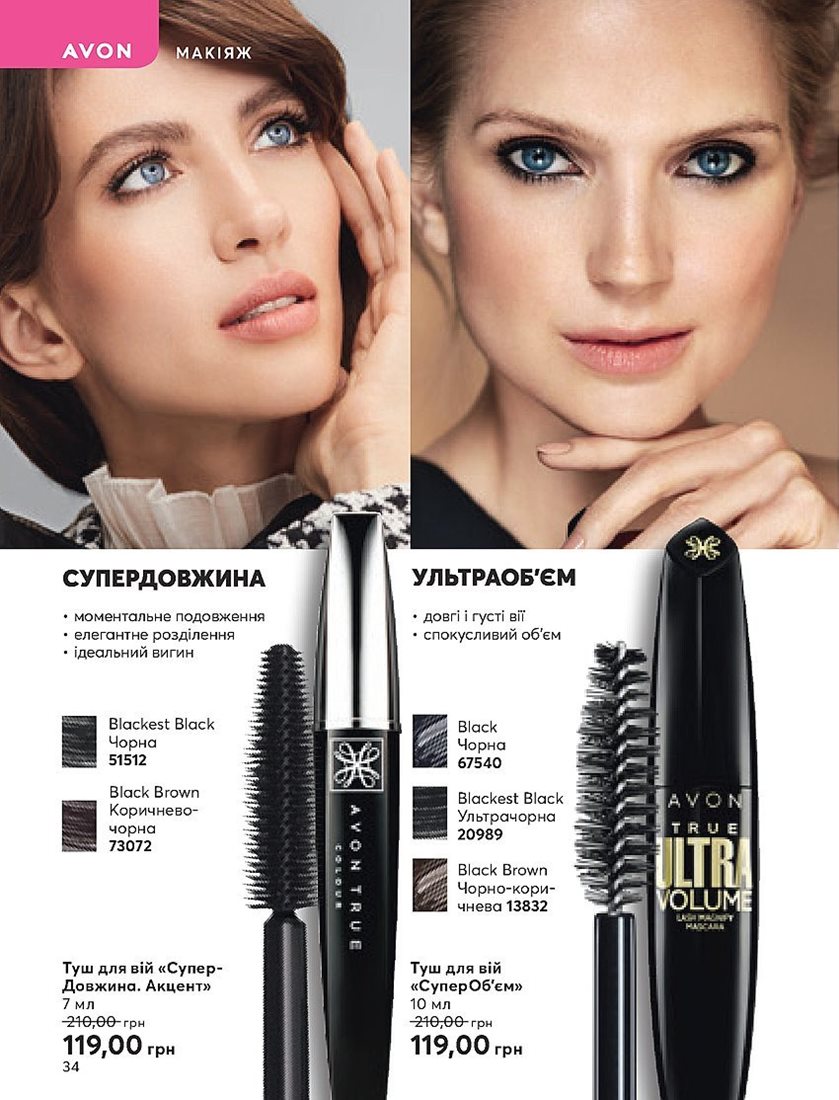 AVON
МАКІЯЖ
СУПЕРДОВЖИНА
• моментальне подовження
• елегантне розділення
• ідеальний вигин
Blackest Black
Чорна
51512
Black Brown
Коричнево-
чорна
73072
AVON TRUE
COLOUR
Туш для вій «Супер-
Довжина. Акцент»
7 мл
210,00 грн
119,00 грн
34
УЛЬТРАОБ'ЄМ
• довгі і густі вії
• спокусливий об'єм
Black
Чорна
67540
Blackest Black
Ультрачорна
20989
Black Brown
Чорно-кори-
чнева 13832
AVON
TRUE
ULTRA
VOLUME
LASH MAGNIFY
MASCARA
Туш для вій
«СуперОб'єм»
10 мл
210,00 грн
119,00 грн